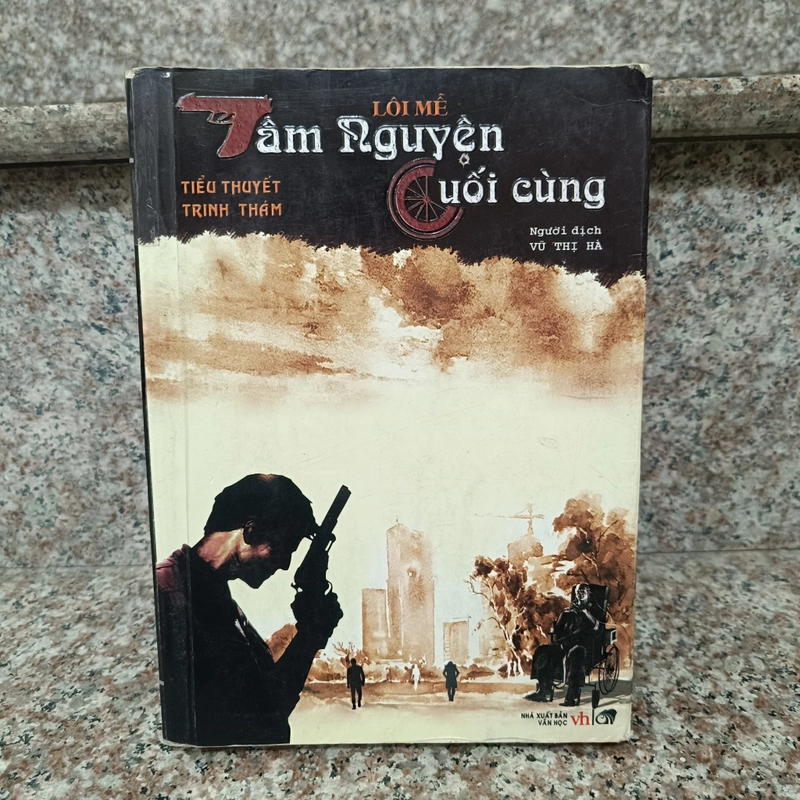 LÔI MỄ
Tâm Nguyện
Cuối cùng
TIỂU THUYẾT
TRINH THÁM
Người dịch
VŨ THỊ HÀ
NHÀ XUẤT BẢN
VĂN HỌC
vh